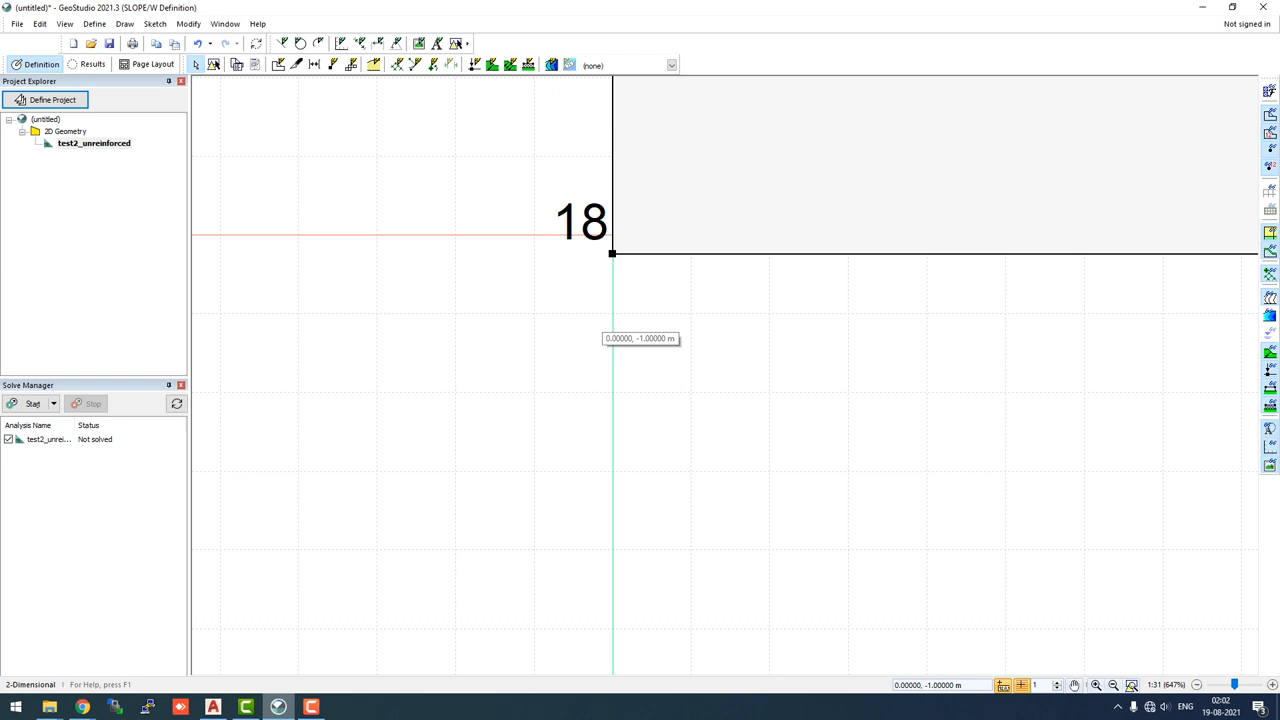 (untitled)* - GeoStudio 2021.3 (SLOPE/W Definition)
File Edit View Define Draw Sketch Modify Window Help
Not signed in
Definition Results Page Layout
(none)
Project Explorer
Define Project
(untitled)
2D Geometry
test2_unreinforced
18
0.00000, -1.00000 m
Solve Manager
Start Stop
Analysis Name Status
test2_unrei... Not solved
2-Dimensional For Help, press F1
0.00000, -1.00000 m
1
1:31 (647%)
ENG
02:02
19-08-2021
3